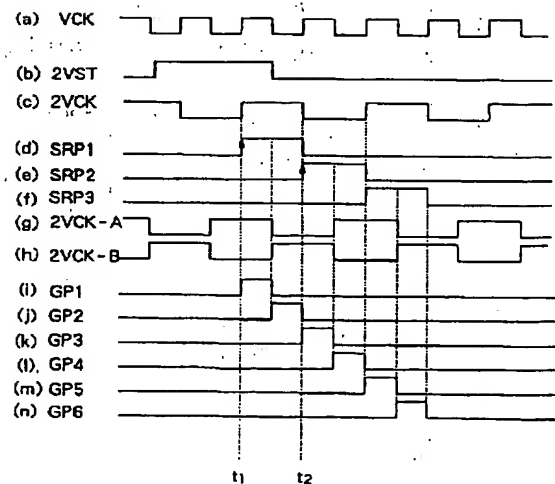 (a) VCK
(b) 2VST
(c) 2VCK
(d) SRP1
(e) SRP2
(f) SRP3
(g) 2VCK-A
(h) 2VCK-B
(i) GP1
(j) GP2
(k) GP3
(l). GP4
(m) GP5
(n) GP6
t1 t2